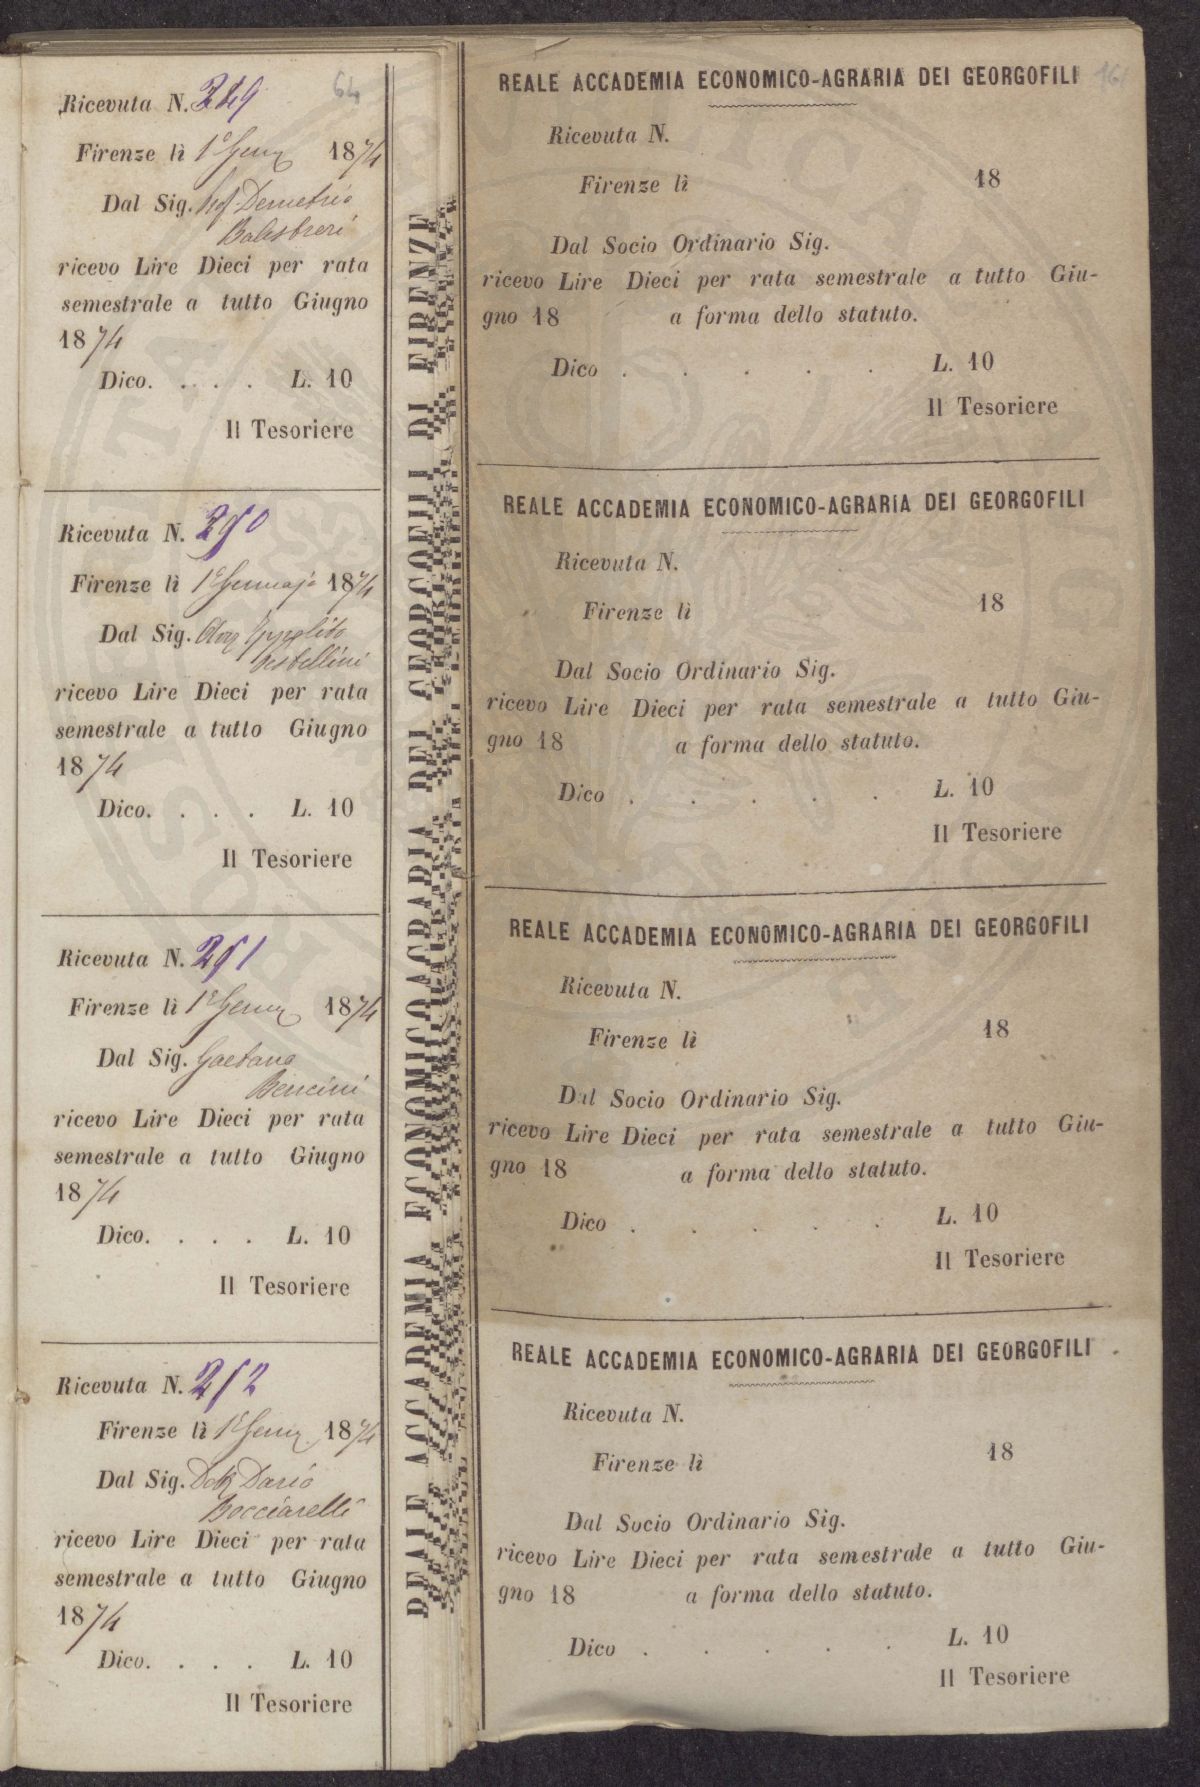 64
Ricevuta N. 249
Firenze lì 1° Genn 1874
Dal Sig. Prof Demetrio
Balestreri
ricevo Lire Dieci per rata
semestrale a tutto Giugno
1874
Dico. . . . . L. 10
Il Tesoriere
Ricevuta N. 250
Firenze lì 1° Gennajo 1874
Dal Sig. Ippolito
ricevo Lire Dieci per rata
semestrale a tutto Giugno
1874
Dico. . . . L. 10
Il Tesoriere
Ricevuta N. 251
Firenze lì 1° Genn 1874
Dal Sig. Gaetano
Bencini
ricevo Lire Dieci per rata
semestrale a tutto Giugno
1874
Dico. . . . L. 10
Il Tesoriere
Ricevuta N. 252
Firenze lì 1° Genn 1874
Dal Sig. Dott Dario
Bocciarelli
ricevo Lire Dieci per rata
semestrale a tutto Giugno
1874
Dico. . . . L. 10
Il Tesoriere
REALE ACCADEMIA ECONOMICO AGRARIA DEI GEORGOFILI DI FIRENZE
REALE ACCADEMIA ECONOMICO-AGRARIA DEI GEORGOFILI
Ricevuta N.
Firenze lì 18
Dal Socio Ordinario Sig.
ricevo Lire Dieci per rata semestrale a tutto Giu-
gno 18 a forma dello statuto.
Dico . . . . . L. 10
Il Tesoriere
REALE ACCADEMIA ECONOMICO-AGRARIA DEI GEORGOFILI
Ricevuta N.
Firenze lì 18
Dal Socio Ordinario Sig.
ricevo Lire Dieci per rata semestrale a tutto Giu-
gno 18 a forma dello statuto.
Dico . . . . . L. 10
Il Tesoriere
REALE ACCADEMIA ECONOMICO-AGRARIA DEI GEORGOFILI
Ricevuta N.
Firenze lì 18
Dal Socio Ordinario Sig.
ricevo Lire Dieci per rata semestrale a tutto Giu-
gno 18 a forma dello statuto.
Dico . . . . . L. 10
Il Tesoriere
REALE ACCADEMIA ECONOMICO-AGRARIA DEI GEORGOFILI
Ricevuta N.
Firenze lì 18
Dal Socio Ordinario Sig.
ricevo Lire Dieci per rata semestrale a tutto Giu-
gno 18 a forma dello statuto.
Dico . . . . . L. 10
Il Tesoriere